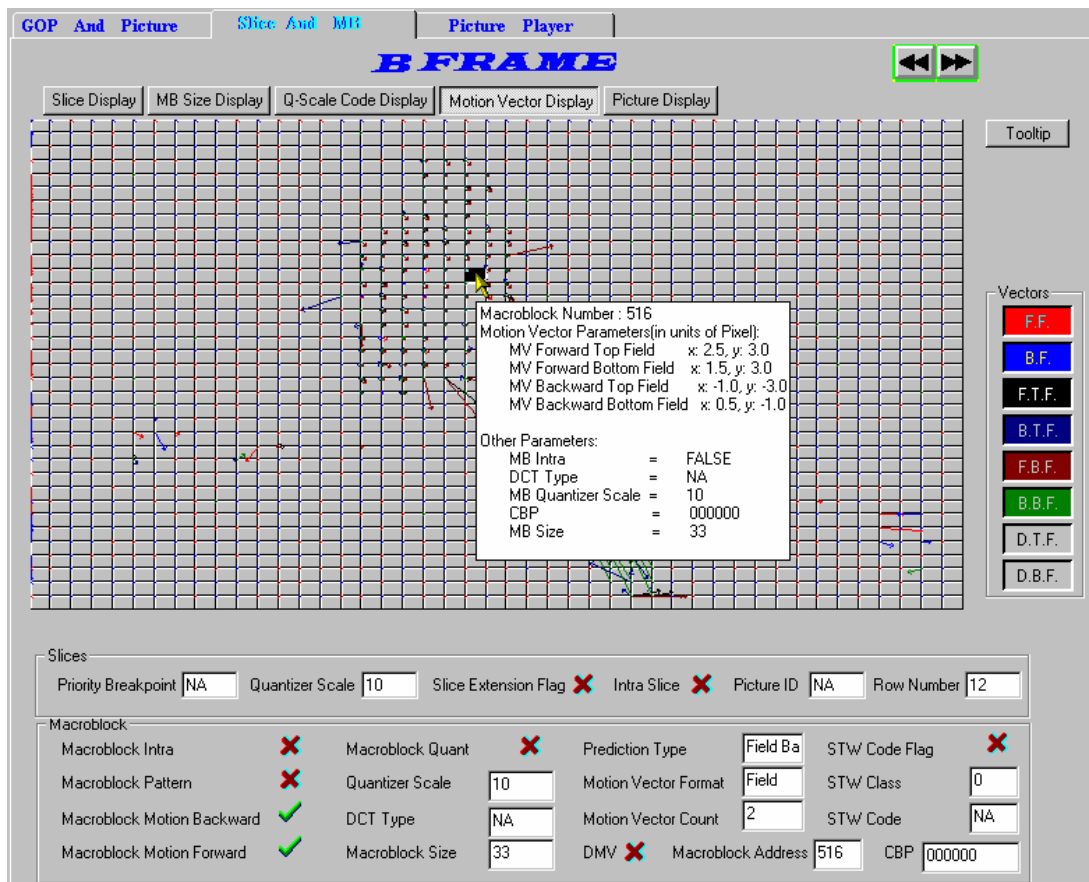 GOP And Picture Slice And MB Picture Player
B FRAME
Slice Display MB Size Display Q-Scale Code Display Motion Vector Display Picture Display
Tooltip
Macroblock Number : 516
Motion Vector Parameters(in units of Pixel):
MV Forward Top Field x: 2.5, y: 3.0
MV Forward Bottom Field x: 1.5, y: 3.0
MV Backward Top Field x: -1.0, y: -3.0
MV Backward Bottom Field x: 0.5, y: -1.0
Other Parameters:
MB Intra = FALSE
DCT Type = NA
MB Quantizer Scale = 10
CBP = 000000
MB Size = 33
Vectors
F.F.
B.F.
F.T.F.
B.T.F.
F.B.F.
B.B.F.
D.T.F.
D.B.F.
Slices
Priority Breakpoint NA Quantizer Scale 10 Slice Extension Flag Intra Slice Picture ID NA Row Number 12
Macroblock
Macroblock Intra Macroblock Quant Prediction Type Field Ba STW Code Flag
Macroblock Pattern Quantizer Scale 10 Motion Vector Format Field STW Class 0
Macroblock Motion Backward DCT Type NA Motion Vector Count 2 STW Code NA
Macroblock Motion Forward Macroblock Size 33 DMV Macroblock Address 516 CBP 000000